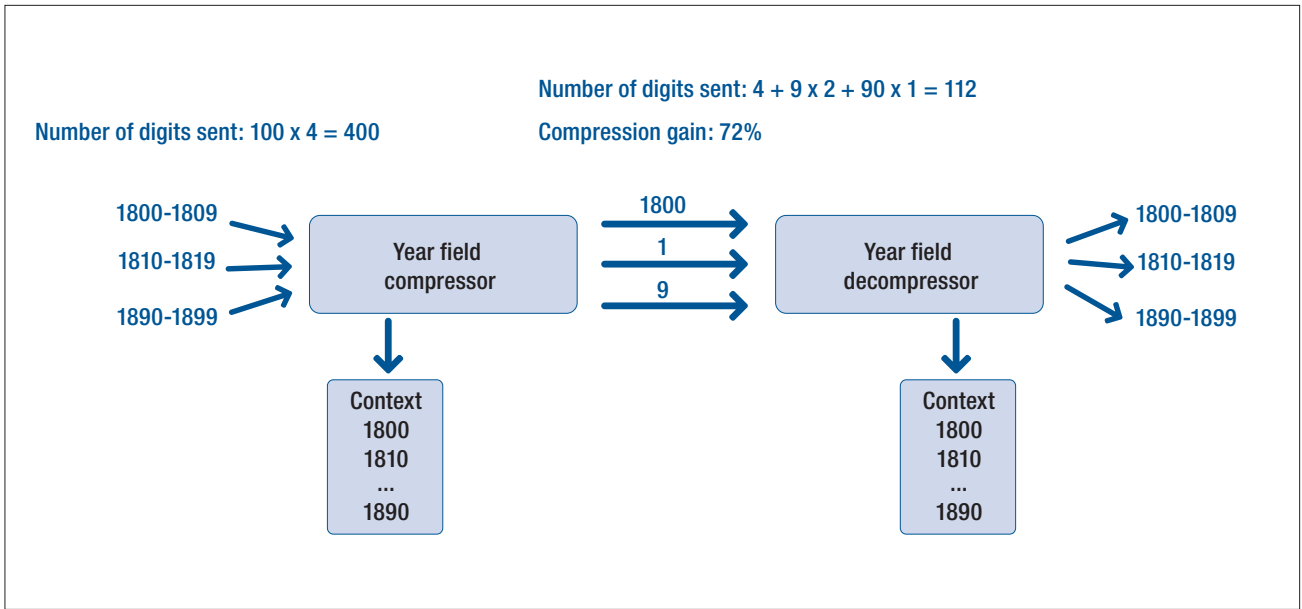 Number of digits sent: 4 + 9 x 2 + 90 x 1 = 112
Number of digits sent: 100 x 4 = 400
Compression gain: 72%
1800-1809
1810-1819
1890-1899
Year field
compressor
1800
1
9
Year field
decompressor
1800-1809
1810-1819
1890-1899
Context
1800
1810
...
1890
Context
1800
1810
...
1890